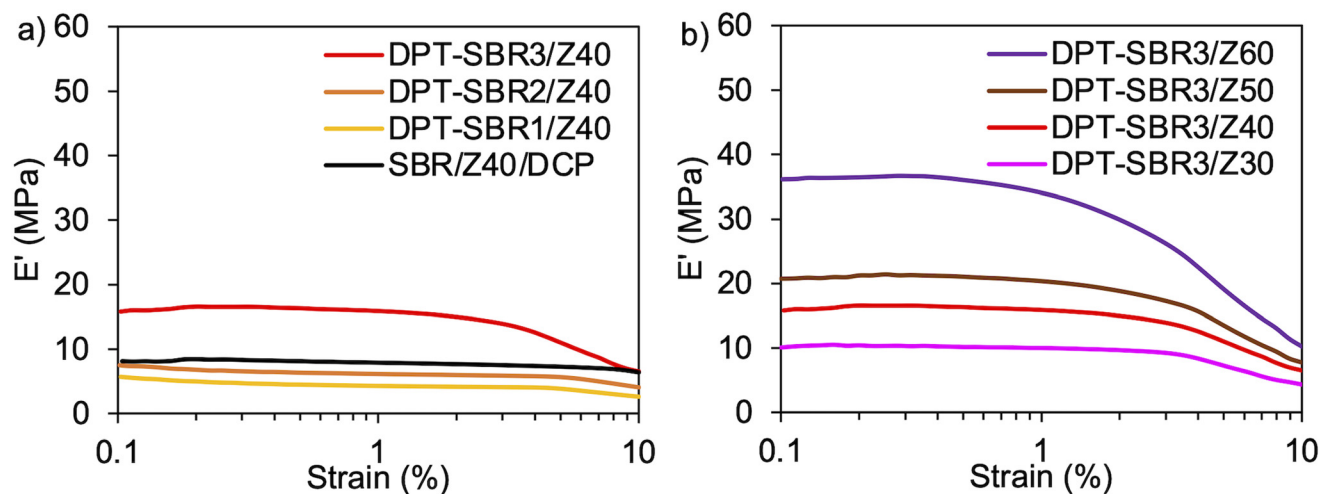 a)
60
50
40
30
20
10
0
E' (MPa)
DPT-SBR3/Z40
DPT-SBR2/Z40
DPT-SBR1/Z40
SBR/Z40/DCP
0.1
1
10
Strain (%)
b)
60
50
40
30
20
10
0
E' (MPa)
DPT-SBR3/Z60
DPT-SBR3/Z50
DPT-SBR3/Z40
DPT-SBR3/Z30
0.1
1
10
Strain (%)